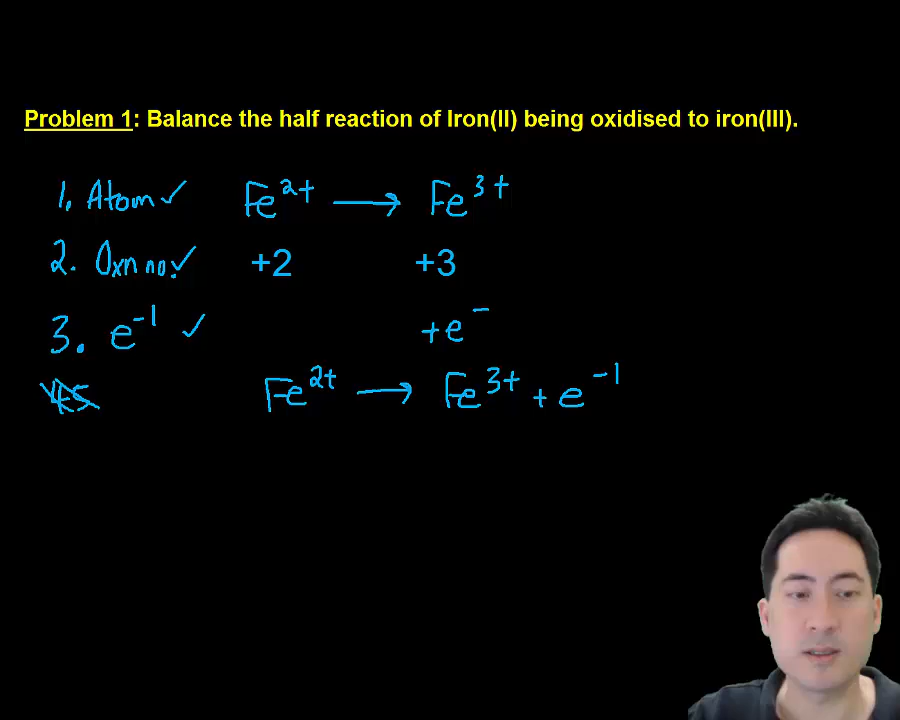 Problem 1: Balance the half reaction of Iron(II) being oxidised to iron(III).
1. Atom ✓ Fe²⁺ → Fe³⁺
2. Oxn no. ✓ +2 +3
3. e⁻¹ ✓ +e⁻
Fe²⁺ → Fe³⁺ + e⁻¹